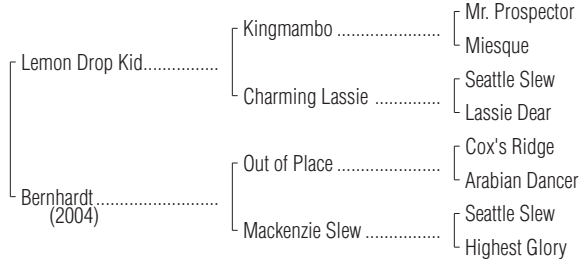 Mr. Prospector
Kingmambo ....................
Miesque
Lemon Drop Kid...............
Seattle Slew
Charming Lassie .............
Lassie Dear
Cox's Ridge
Out of Place .....................
Arabian Dancer
Bernhardt.........................
(2004)
Seattle Slew
Mackenzie Slew ...............
Highest Glory